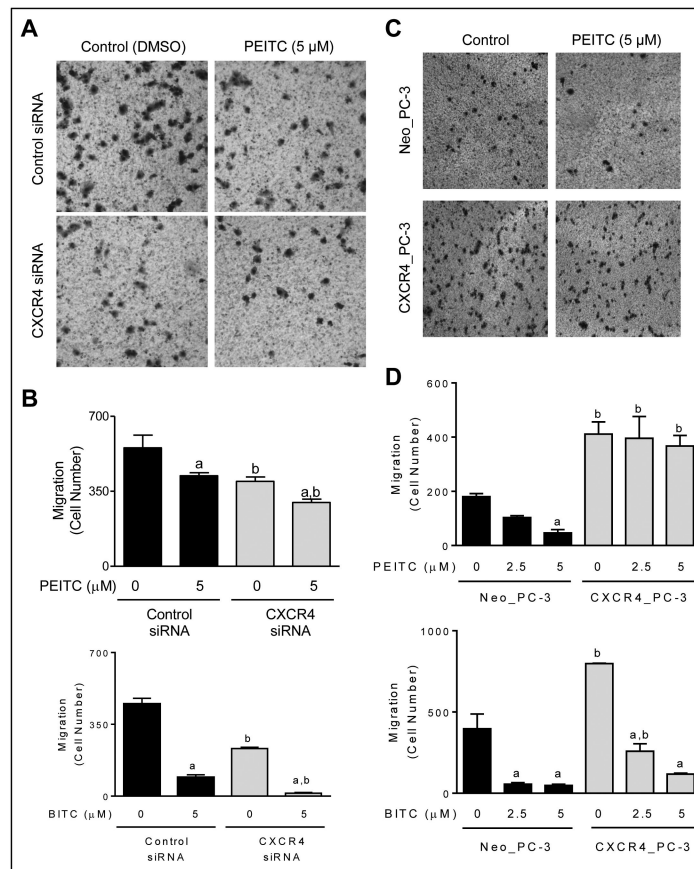 A
Control (DMSO) PEITC (5 μM)
Control siRNA
CXCR4 siRNA
B
700
350
0
Migration
(Cell Number)
a
b
a,b
PEITC (μM) 0 5 0 5
Control
siRNA
CXCR4
siRNA
700
350
0
Migration
(Cell Number)
a
b
a,b
BITC (μM) 0 5 0 5
Control
siRNA
CXCR4
siRNA
C
Control PEITC (5 μM)
Neo_PC-3
CXCR4_PC-3
D
600
400
200
0
Migration
(Cell Number)
a
b b b
PEITC (μM) 0 2.5 5 0 2.5 5
Neo_PC-3 CXCR4_PC-3
1000
500
0
Migration
(Cell Number)
a a
b
a,b
a
BITC (μM) 0 2.5 5 0 2.5 5
Neo_PC-3 CXCR4_PC-3